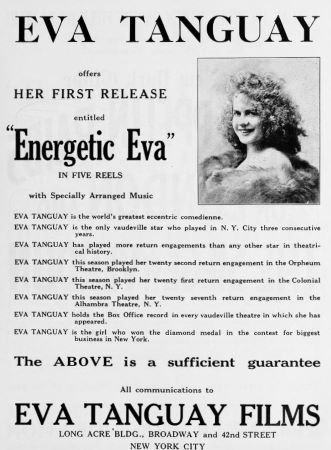 EVA TANGUAY
offers
HER FIRST RELEASE
entitled
"Energetic Eva"
IN FIVE REELS
with Specially Arranged Music
EVA TANGUAY is the world's greatest eccentric comedienne.
EVA TANGUAY is the only vaudeville star who played in N. Y. City three consecutive
years.
EVA TANGUAY has played more return engagements than any other star in theatri-
cal history.
EVA TANGUAY this season played her twenty second return engagement in the Orpheum
Theatre, Brooklyn.
EVA TANGUAY this season played her twenty first return engagement in the Colonial
Theatre, N. Y.
EVA TANGUAY this season played her twenty seventh return engagement in the
Alhambra Theatre, N. Y.
EVA TANGUAY holds the Box Office record in every vaudeville theatre in which she has
appeared.
EVA TANGUAY is the girl who won the diamond medal in the contest for biggest
business in New York.
The ABOVE is a sufficient guarantee
All communications to
EVA TANGUAY FILMS
LONG ACRE BLDG., BROADWAY and 42nd STREET
NEW YORK CITY